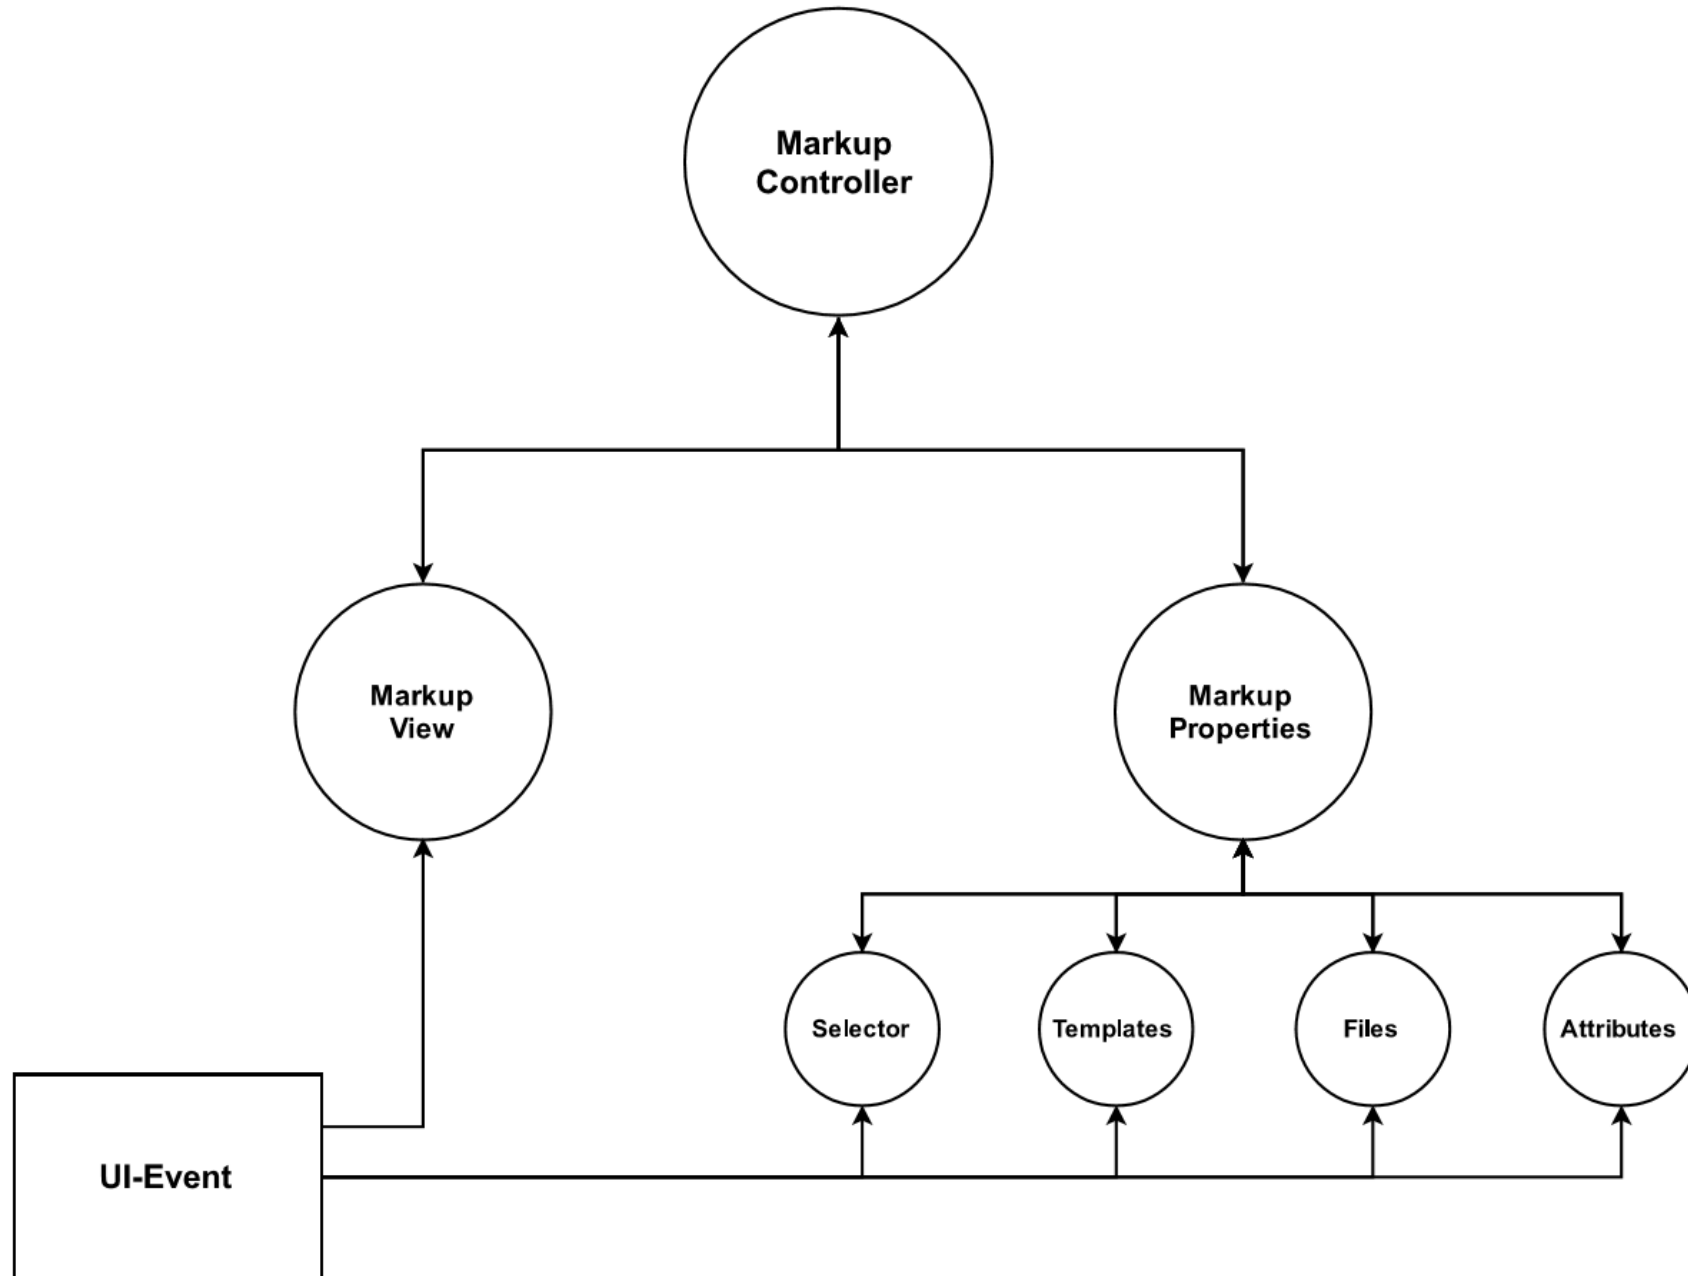 Markup
Controller
Markup
View
Markup
Properties
Selector
Templates
Files
Attributes
UI-Event